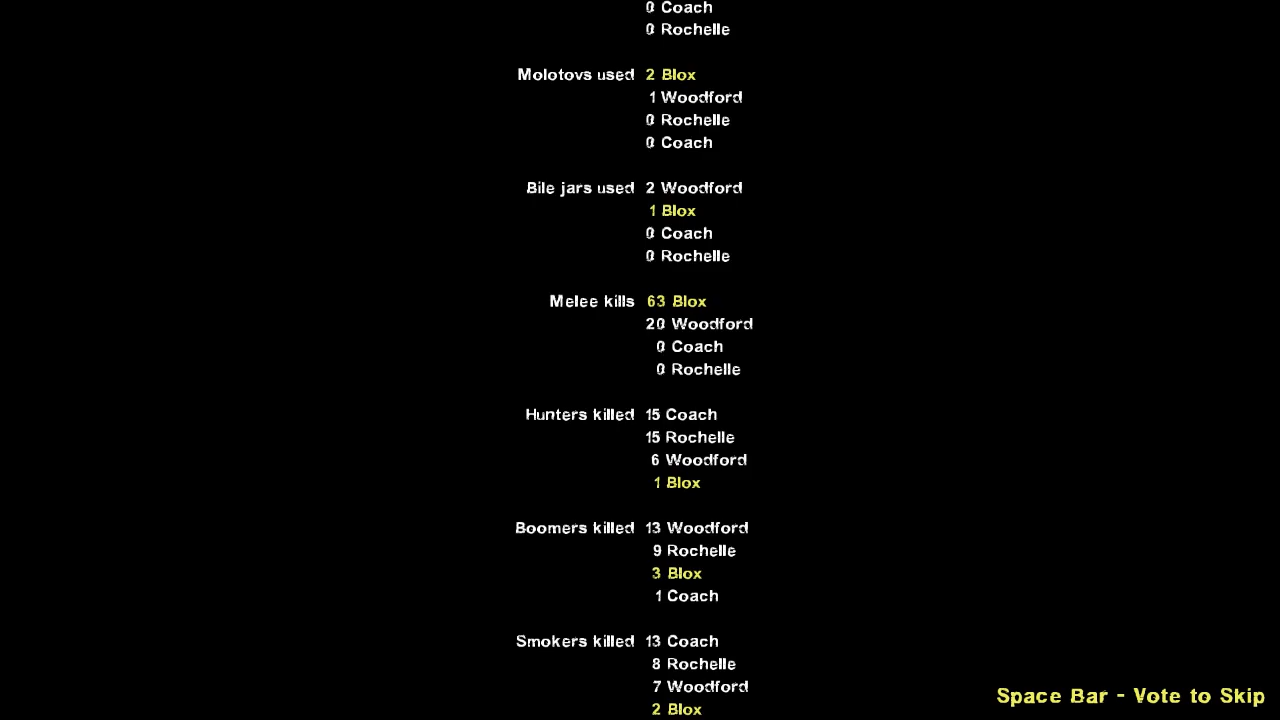 0 Coach
0 Rochelle
Molotovs used 2 Blox
1 Woodford
0 Rochelle
0 Coach
Bile jars used 2 Woodford
1 Blox
0 Coach
0 Rochelle
Melee kills 63 Blox
20 Woodford
0 Coach
0 Rochelle
Hunters killed 15 Coach
15 Rochelle
6 Woodford
1 Blox
Boomers killed 13 Woodford
9 Rochelle
3 Blox
1 Coach
Smokers killed 13 Coach
8 Rochelle
7 Woodford
2 Blox
Space Bar - Vote to Skip